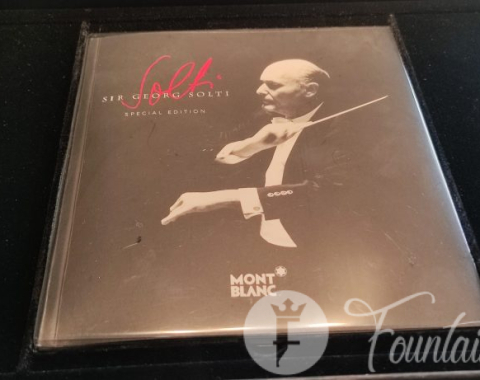 Solti
SIR GEORG SOLTI
SPECIAL EDITION
MONT
BLANC
F
Fountai